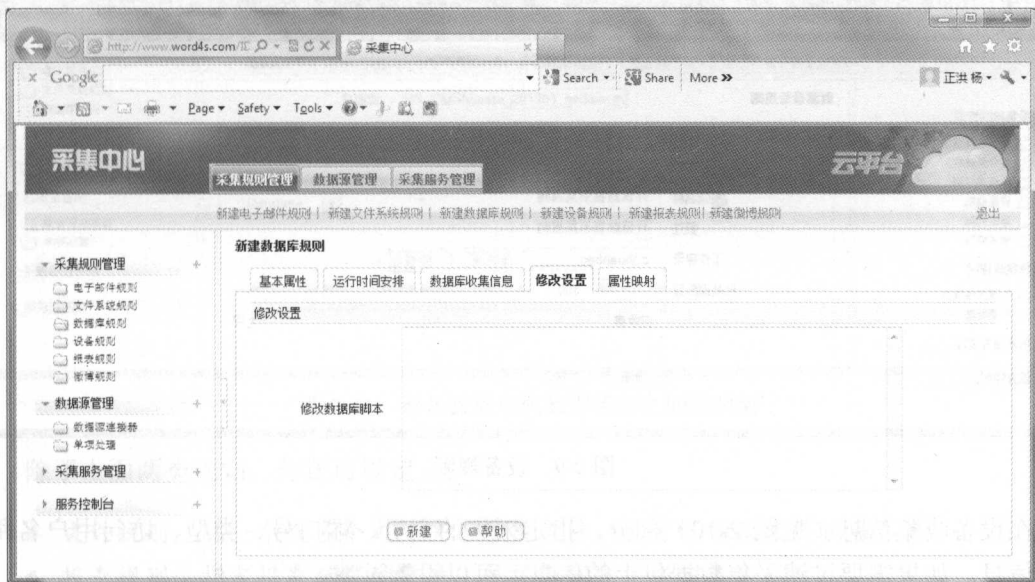 http://www.word4s.com/
采集中心
Google
Search
Share
More >>
正洪杨
Page
Safety
Tools
采集中心
云平台
采集规则管理
数据源管理
采集服务管理
新建电子邮件规则 | 新建文件系统规则 | 新建数据库规则 | 新建设备规则 | 新建报表规则 | 新建微博规则
退出
采集规则管理
电子邮件规则
文件系统规则
数据库规则
设备规则
报表规则
微博规则
数据源管理
数据源连接器
单项处理
采集服务管理
服务控制台
新建数据库规则
基本属性
运行时间安排
数据库收集信息
修改设置
属性映射
修改设置
修改数据库脚本
新建
帮助